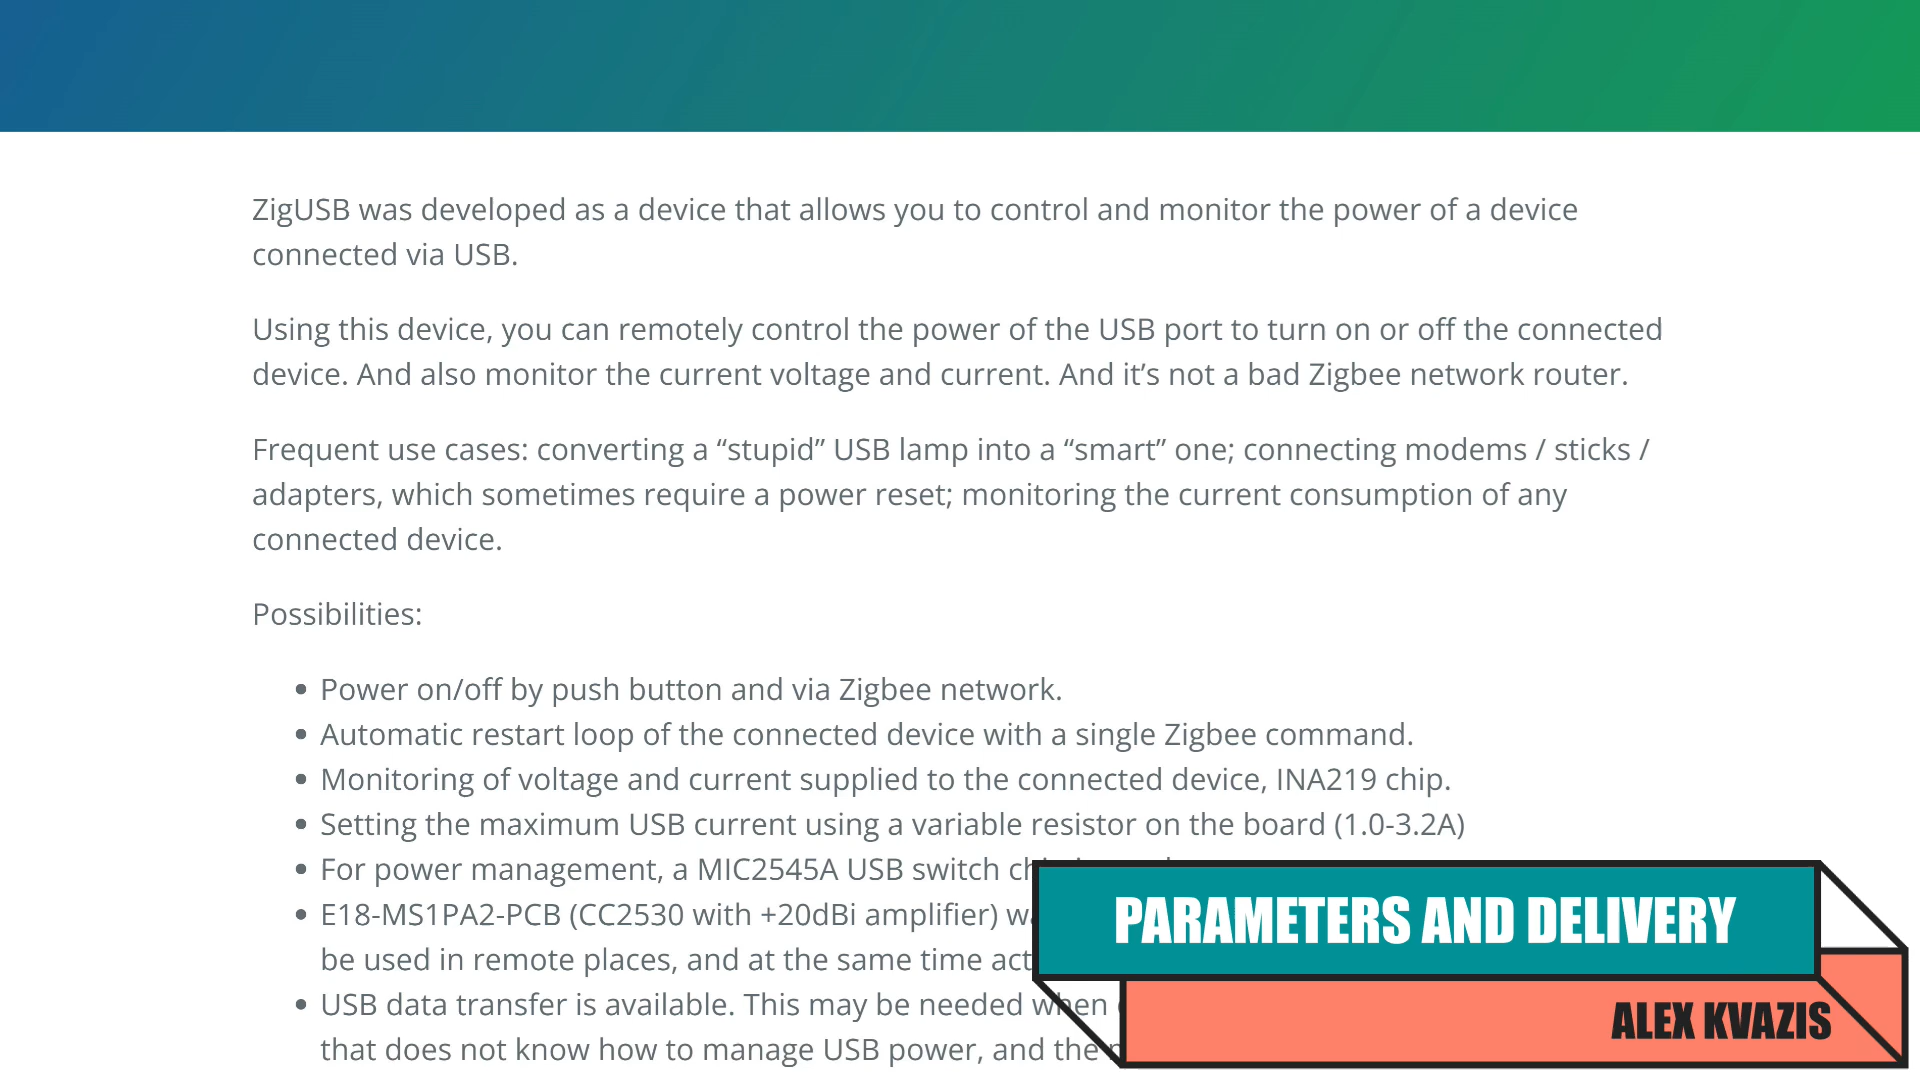 ZigUSB was developed as a device that allows you to control and monitor the power of a device
connected via USB.
Using this device, you can remotely control the power of the USB port to turn on or off the connected
device. And also monitor the current voltage and current. And it’s not a bad Zigbee network router.
Frequent use cases: converting a “stupid” USB lamp into a “smart” one; connecting modems / sticks /
adapters, which sometimes require a power reset; monitoring the current consumption of any
connected device.
Possibilities:
• Power on/off by push button and via Zigbee network.
• Automatic restart loop of the connected device with a single Zigbee command.
• Monitoring of voltage and current supplied to the connected device, INA219 chip.
• Setting the maximum USB current using a variable resistor on the board (1.0-3.2A)
• For power management, a MIC2545A USB switch
• E18-MS1PA2-PCB (CC2530 with +20dBi amplifier)
be used in remote places, and at the same time
• USB data transfer is available. This may be needed when
that does not know how to manage USB power, and the
PARAMETERS AND DELIVERY
ALEX KVAZIS